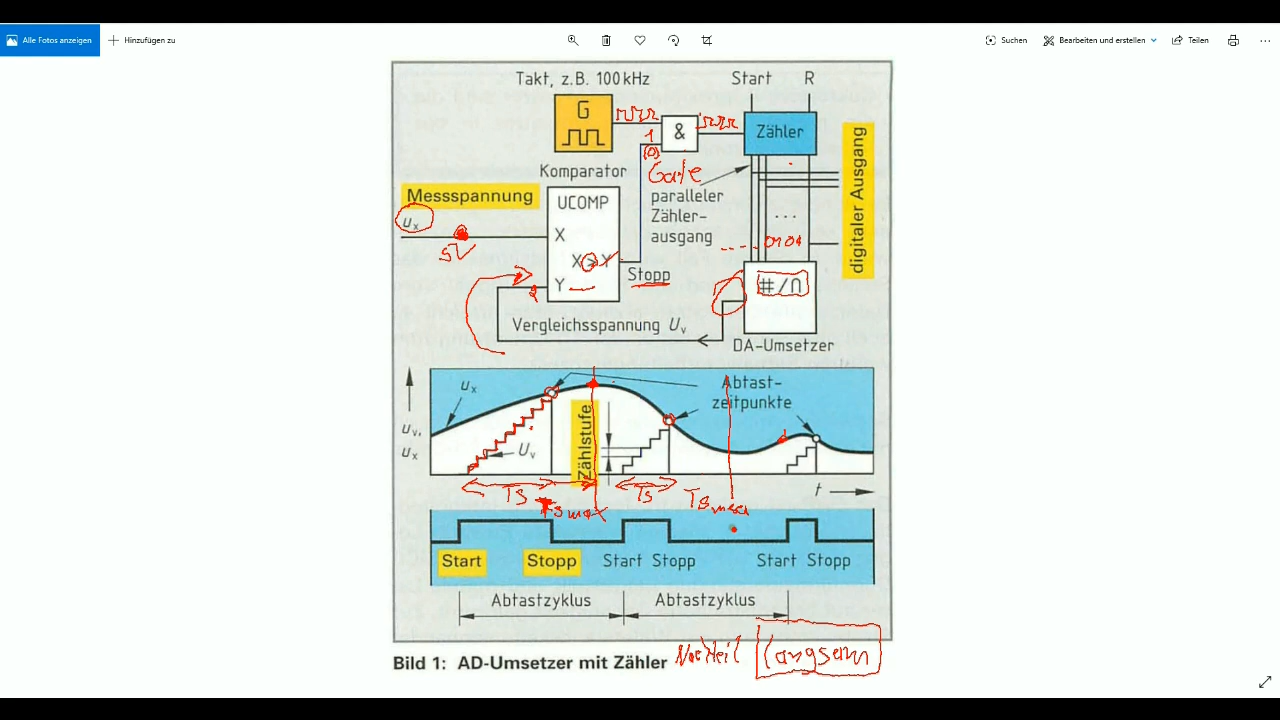 Alle Fotos anzeigen
Hinzufügen zu
Suchen
Bearbeiten und erstellen
Teilen
Takt, z.B. 100 kHz
Start
R
G
&
Zähler
1
(0)
Gate
Komparator
Messspannung
UCOMP
paralleler
Zähler-
ausgang
...
digitaler Ausgang
ux
X
5V
X > Y
Stopp
0101
Y
#/∩
Vergleichsspannung Uv
DA-Umsetzer
ux
Abtast-
zeitpunkte
Zählstufe
uv,
ux
Uv
TS
TS
t
TSmax
Start
Stopp
Start
Stopp
Start
Stopp
Abtastzyklus
Abtastzyklus
Bild 1: AD-Umsetzer mit Zähler
Nachteil
langsam